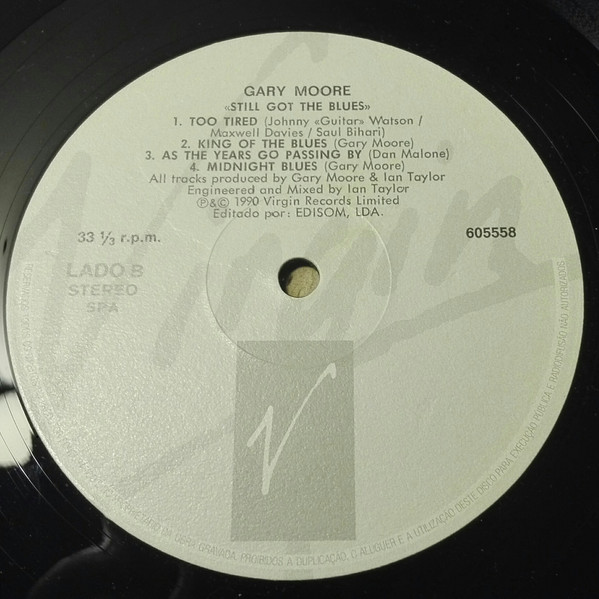 GARY MOORE
«STILL GOT THE BLUES»
1. TOO TIRED (Johnny «Guitar» Watson /
Maxwell Davies / Saul Bihari)
2. KING OF THE BLUES (Gary Moore)
3. AS THE YEARS GO PASSING BY (Dan Malone)
4. MIDNIGHT BLUES (Gary Moore)
All tracks produced by Gary Moore & Ian Taylor
Engineered and Mixed by Ian Taylor
℗&© 1990 Virgin Records Limited
Editado por: EDISOM, LDA.
33 ⅓ r.p.m.
605558
LADO B
STEREO
SPA
Virgin
DA OBRA GRAVADA. PROIBIDOS A DUPLICAÇÃO, O ALUGUER E A UTILIZAÇÃO DESTE DISCO PARA EXECUÇÃO PÚBLICA E RADIODIFUSÃO NÃO AUTORIZADOS